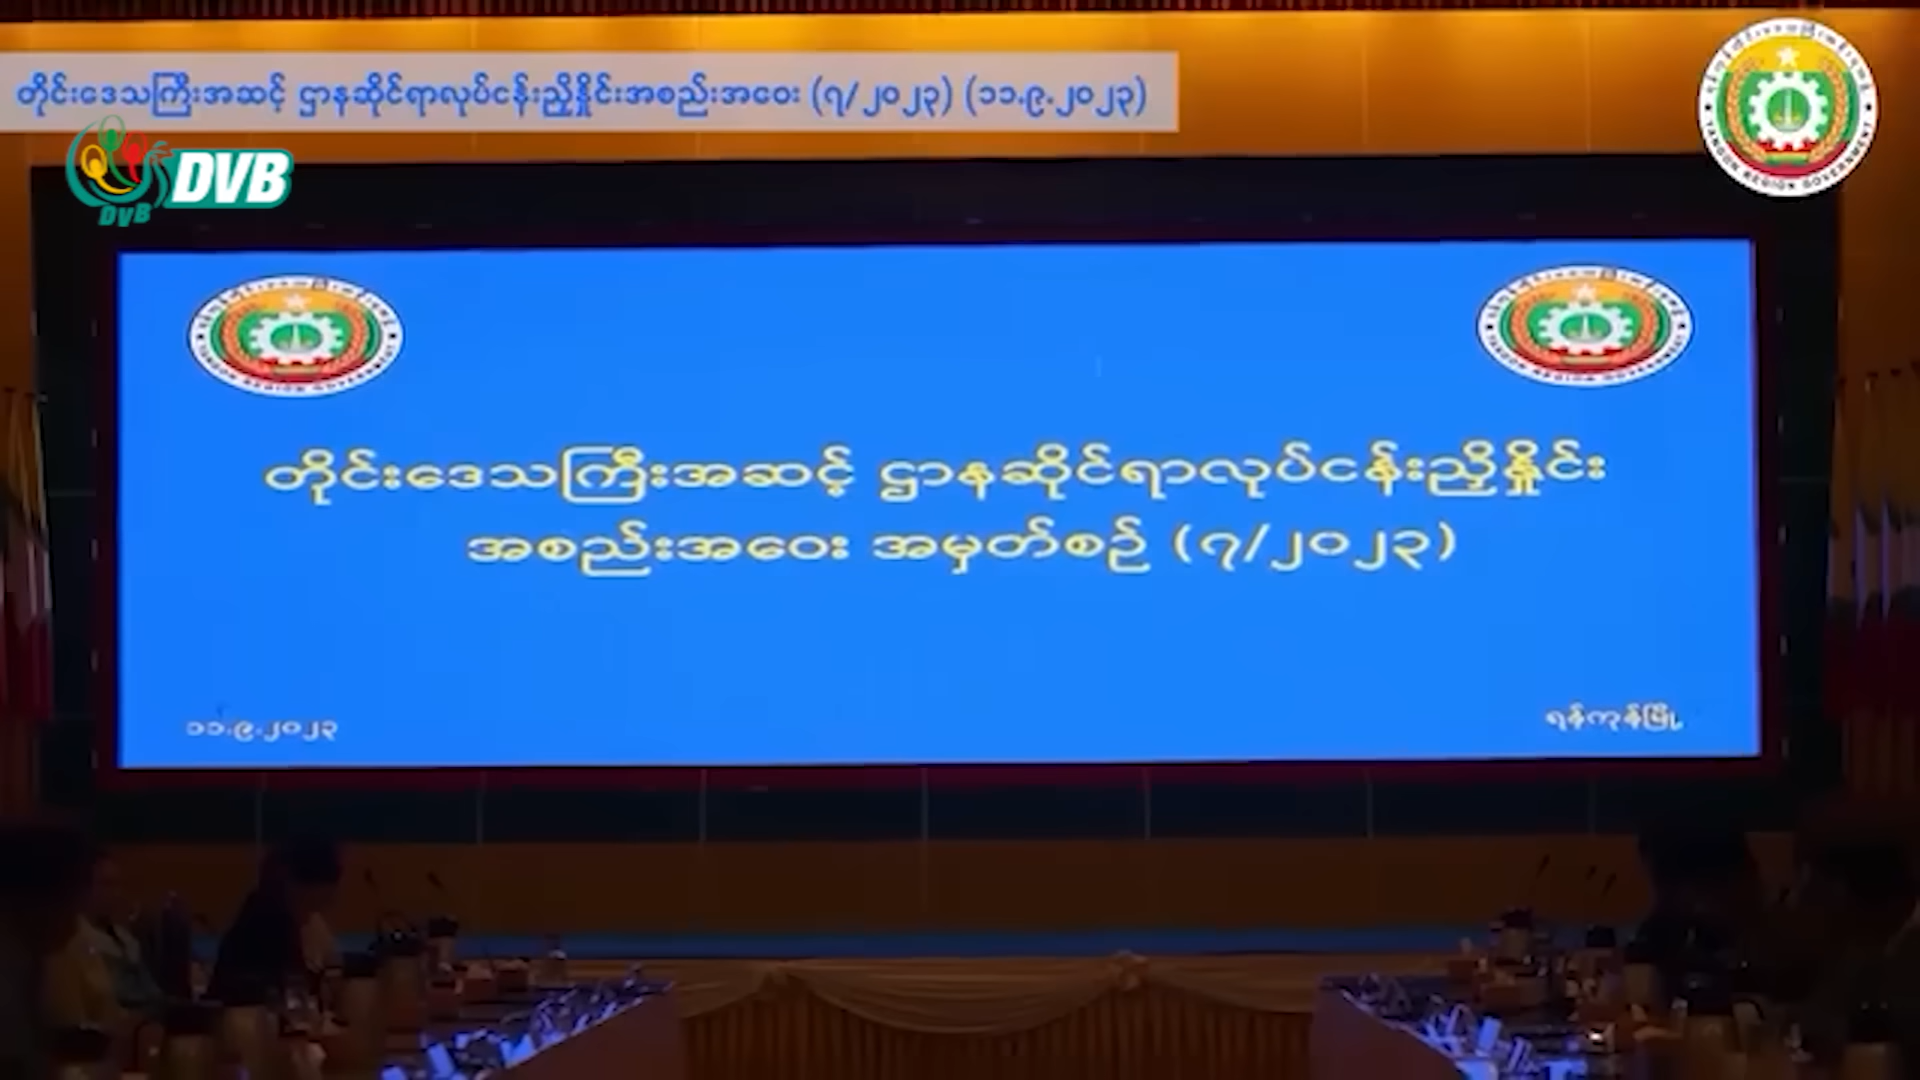 တိုင်းဒေသကြီးအဆင့် ဌာနဆိုင်ရာလုပ်ငန်းညှိနှိုင်းအစည်းအဝေး (၇/၂၀၂၃) (၁၁.၉.၂၀၂၃)
DVB
DVB
YANGON REGION GOVERNMENT
တိုင်းဒေသကြီးအဆင့် ဌာနဆိုင်ရာလုပ်ငန်းညှိနှိုင်း
အစည်းအဝေး အမှတ်စဉ် (၇/၂၀၂၃)
၁၁.၉.၂၀၂၃
ရန်ကုန်မြို့